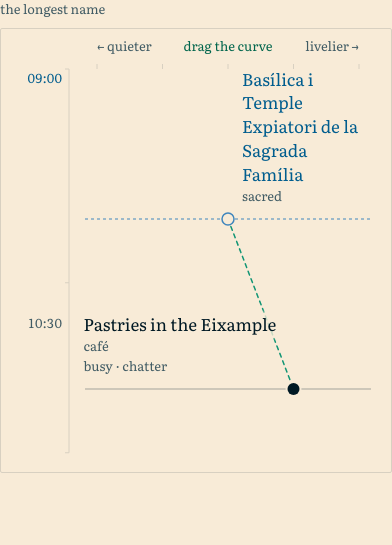 the longest name
← quieter drag the curve livelier →
09:00
Basílica i
Temple
Expiatori de la
Sagrada
Família
sacred
10:30 Pastries in the Eixample
café
busy · chatter